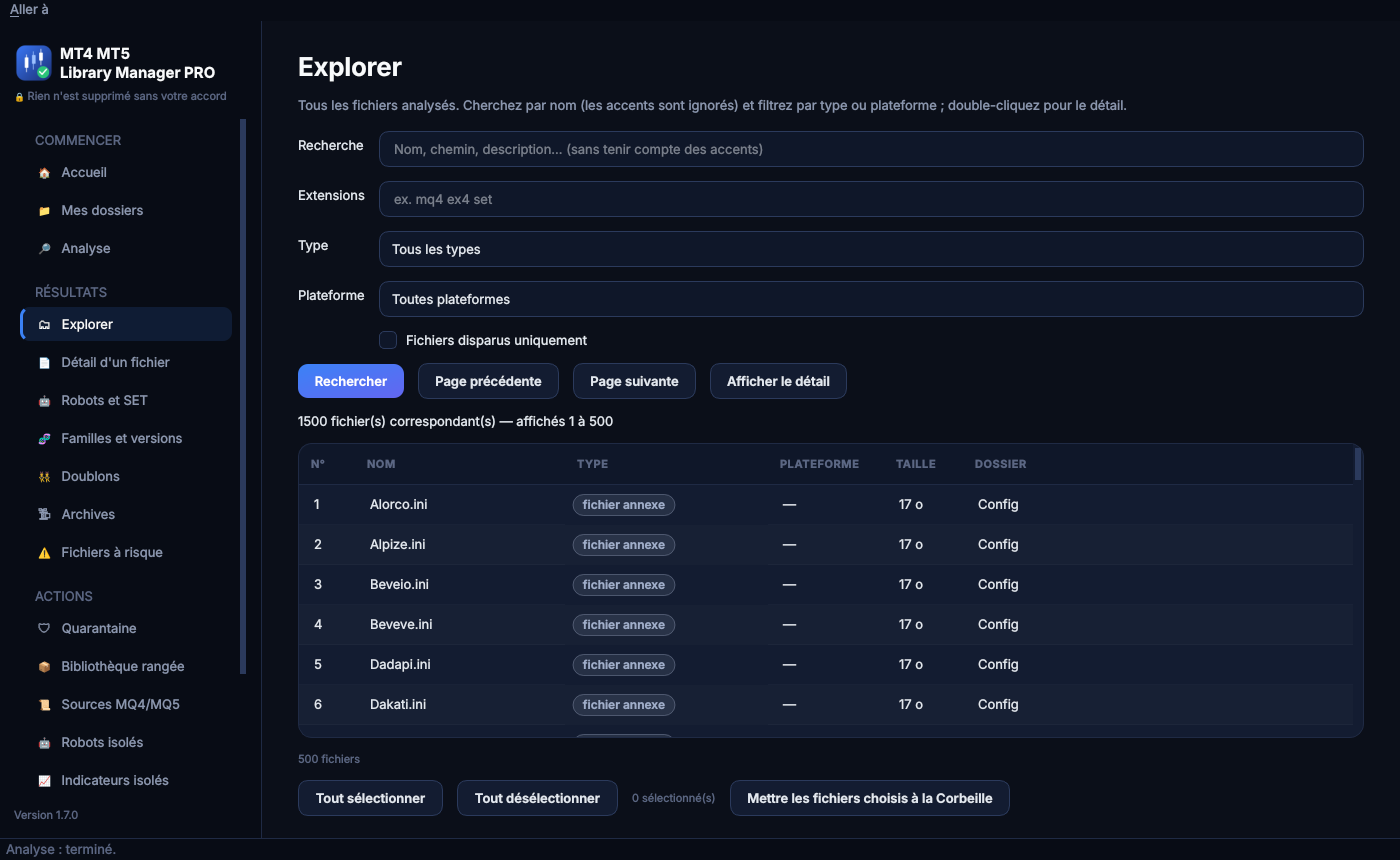 Aller à
MT4 MT5
Library Manager PRO
Rien n'est supprimé sans votre accord
COMMENCER
Accueil
Mes dossiers
Analyse
RÉSULTATS
Explorer
Détail d'un fichier
Robots et SET
Familles et versions
Doublons
Archives
Fichiers à risque
ACTIONS
Quarantaine
Bibliothèque rangée
Sources MQ4/MQ5
Robots isolés
Indicateurs isolés
Version 1.7.0
Explorer
Tous les fichiers analysés. Cherchez par nom (les accents sont ignorés) et filtrez par type ou plateforme ; double-cliquez pour le détail.
Recherche Nom, chemin, description... (sans tenir compte des accents)
Extensions ex. mq4 ex4 set
Type Tous les types
Plateforme Toutes plateformes
Fichiers disparus uniquement
Rechercher Page précédente Page suivante Afficher le détail
1500 fichier(s) correspondant(s) — affichés 1 à 500
N° NOM TYPE PLATEFORME TAILLE DOSSIER
1 Alorco.ini fichier annexe — 17 o Config
2 Alpize.ini fichier annexe — 17 o Config
3 Beveio.ini fichier annexe — 17 o Config
4 Beveve.ini fichier annexe — 17 o Config
5 Dadapi.ini fichier annexe — 17 o Config
6 Dakati.ini fichier annexe — 17 o Config
500 fichiers
Tout sélectionner Tout désélectionner 0 sélectionné(s) Mettre les fichiers choisis à la Corbeille
Analyse : terminé.